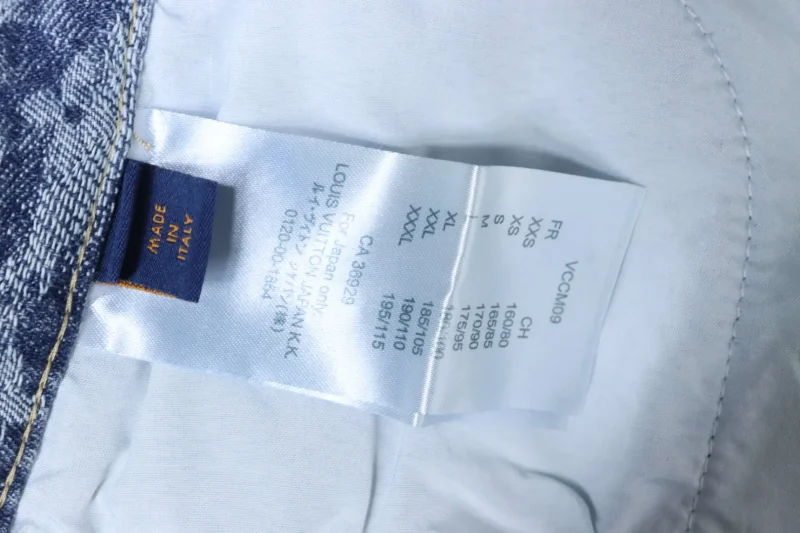 MADE
IN
ITALY
VCCM09
FR CH
XXS 160/80
XS 165/85
S 170/90
M 175/95
L 180/100
XL 185/105
XXL 190/110
XXXL 195/115
CA 36929
For Japan only
LOUIS VUITTON JAPAN K.K.
ルイ・ヴィトン ジャパン(株)
0120-00-1854